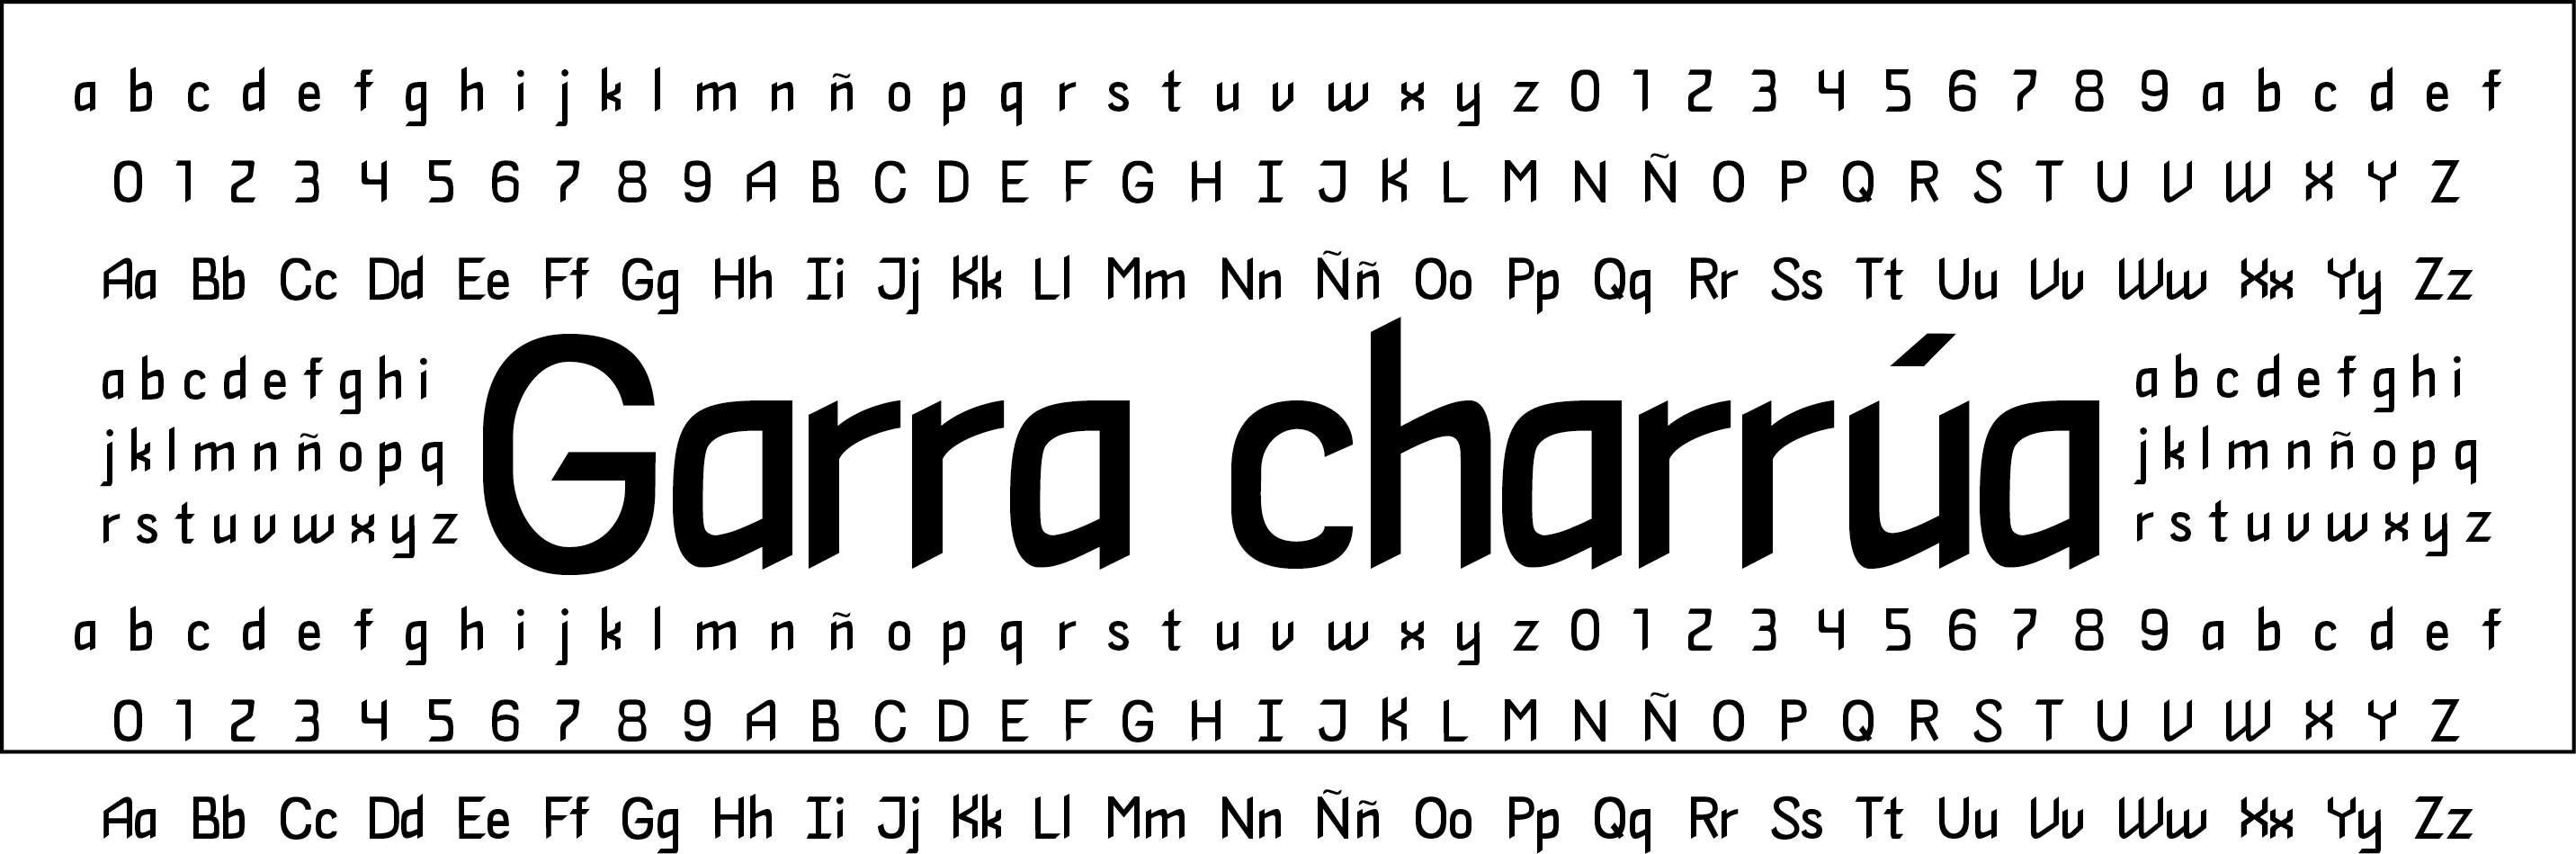 a b c d e f g h i j k l m n ñ o p q r s t u v w x y z 0 1 2 3 4 5 6 7 8 9 a b c d e f
0 1 2 3 4 5 6 7 8 9 A B C D E F G H I J K L M N Ñ O P Q R S T U V W X Y Z
Aa Bb Cc Dd Ee Ff Gg Hh Ii Jj Kk Ll Mm Nn Ññ Oo Pp Qq Rr Ss Tt Uu Vv Ww Xx Yy Zz
a b c d e f g h i
j k l m n ñ o p q
r s t u v w x y z
Garra charrúa
a b c d e f g h i
j k l m n ñ o p q
r s t u v w x y z
a b c d e f g h i j k l m n ñ o p q r s t u v w x y z 0 1 2 3 4 5 6 7 8 9 a b c d e f
0 1 2 3 4 5 6 7 8 9 A B C D E F G H I J K L M N Ñ O P Q R S T U V W X Y Z
Aa Bb Cc Dd Ee Ff Gg Hh Ii Jj Kk Ll Mm Nn Ññ Oo Pp Qq Rr Ss Tt Uu Vv Ww Xx Yy Zz